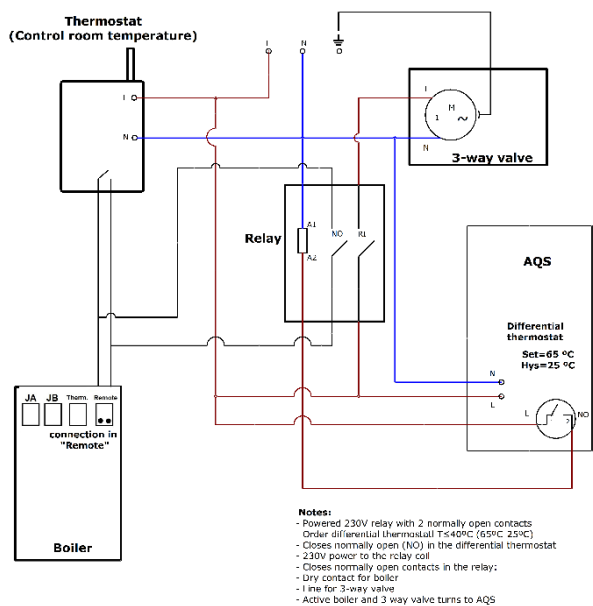 Thermostat
(Control room temperature)
I
N
I
N
I
M
1
~
N
3-way valve
Relay
A1
A2
NO
R1
AQS
Differential
thermostat
Set=65 ºC
Hys=25 ºC
N
L
L
NO
1
2
JA JB Therm. Remote
connection in
"Remote"
Boiler
Notes:
- Powered 230V relay with 2 normally open contacts
Order differential thermostatl T≤40ºC (65ºC 25ºC)
- Closes normally open (NO) in the differential thermostat
- 230V power to the relay coil
- Closes normally open contacts in the relay:
- Dry contact for boiler
- Line for 3-way valve
- Active boiler and 3 way valve turns to AQS